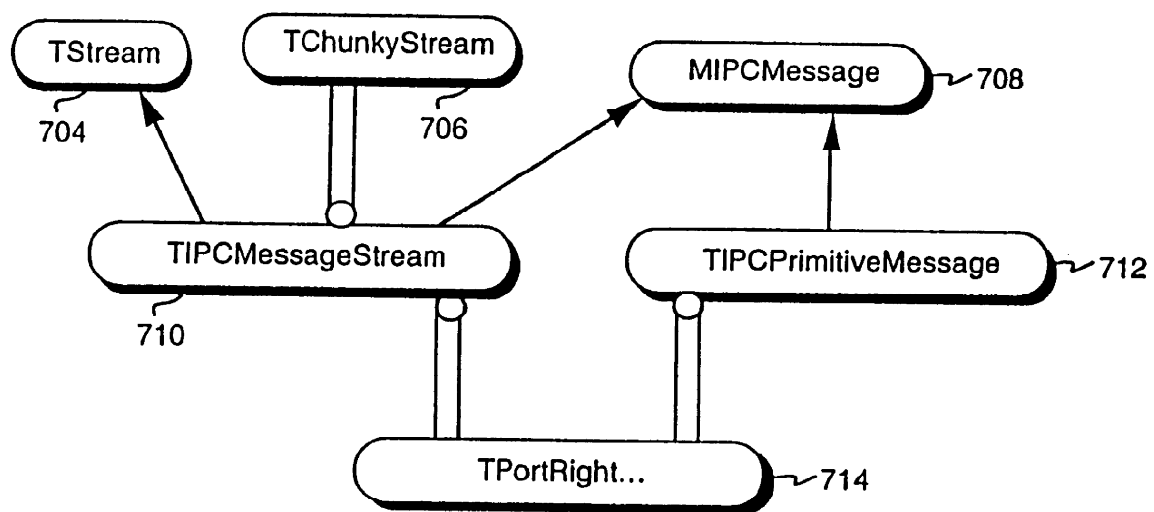 TStream
TChunkyStream
MIPCMessage
708
704
706
TIPCMessageStream
TIPCPrimitiveMessage
712
710
TPortRight...
714